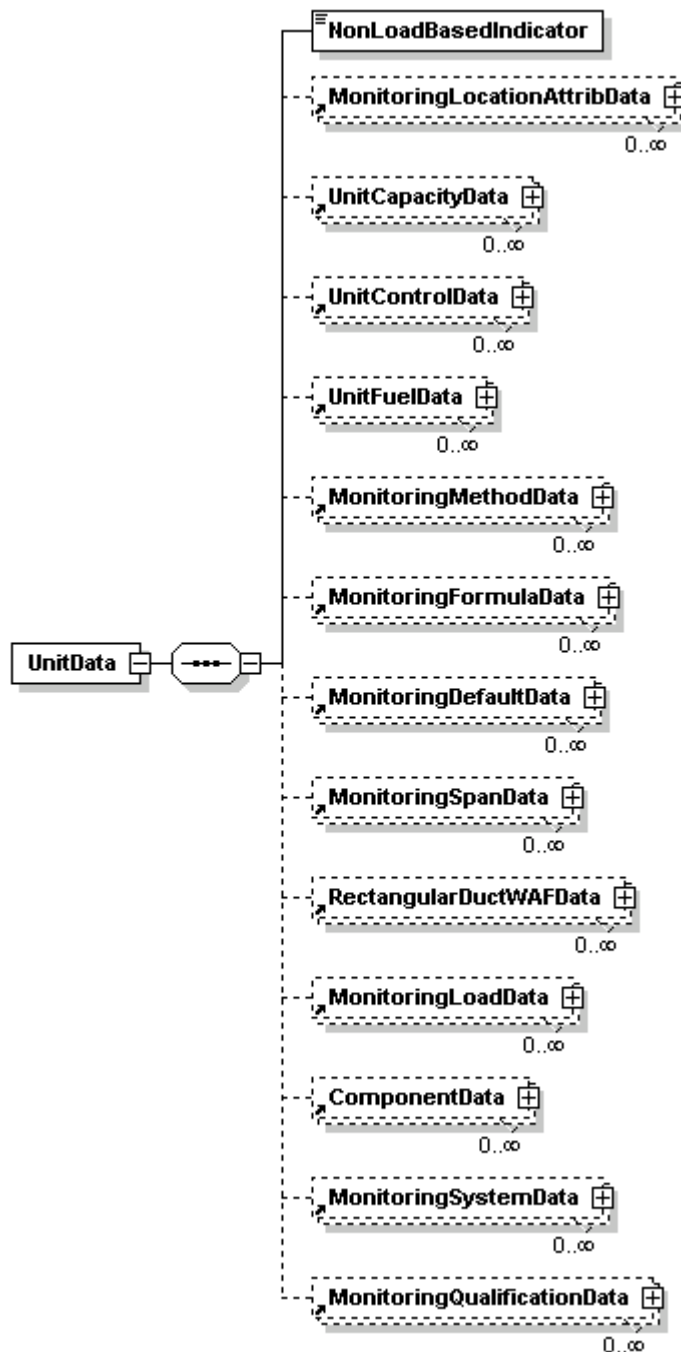 NonLoadBasedIndicator
MonitoringLocationAttribData
0..∞
UnitCapacityData
0..∞
UnitControlData
0..∞
UnitFuelData
0..∞
MonitoringMethodData
0..∞
MonitoringFormulaData
0..∞
UnitData
MonitoringDefaultData
0..∞
MonitoringSpanData
0..∞
RectangularDuctWAFData
0..∞
MonitoringLoadData
0..∞
ComponentData
0..∞
MonitoringSystemData
0..∞
MonitoringQualificationData
0..∞